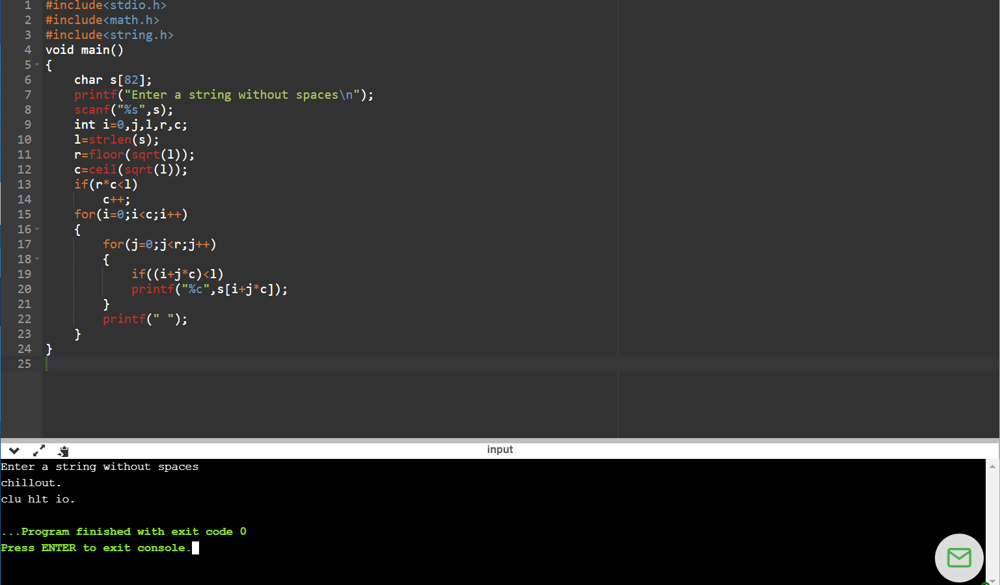 1 #include<stdio.h>
2 #include<math.h>
3 #include<string.h>
4 void main()
5 {
6     char s[82];
7     printf("Enter a string without spaces\n");
8     scanf("%s",s);
9     int i=0,j,l,r,c;
10     l=strlen(s);
11     r=floor(sqrt(l));
12     c=ceil(sqrt(l));
13     if(r*c<l)
14         c++;
15     for(i=0;i<c;i++)
16     {
17         for(j=0;j<r;j++)
18         {
19             if((i+j*c)<l)
20             printf("%c",s[i+j*c]);
21         }
22         printf(" ");
23     }
24 }
25
input
Enter a string without spaces
chillout.
clu hlt io.
...Program finished with exit code 0
Press ENTER to exit console.